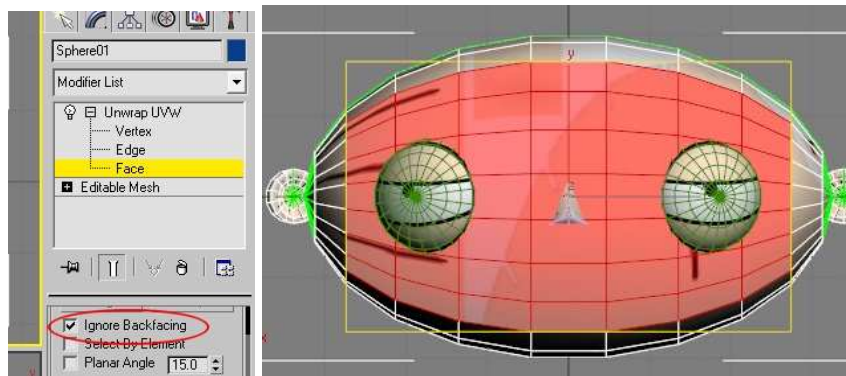 Sphere01
Modifier List
Unwrap UVW
Vertex
Edge
Face
Editable Mesh
Ignore Backfacing
Select By Element
Planar Angle 15.0
y
x
y